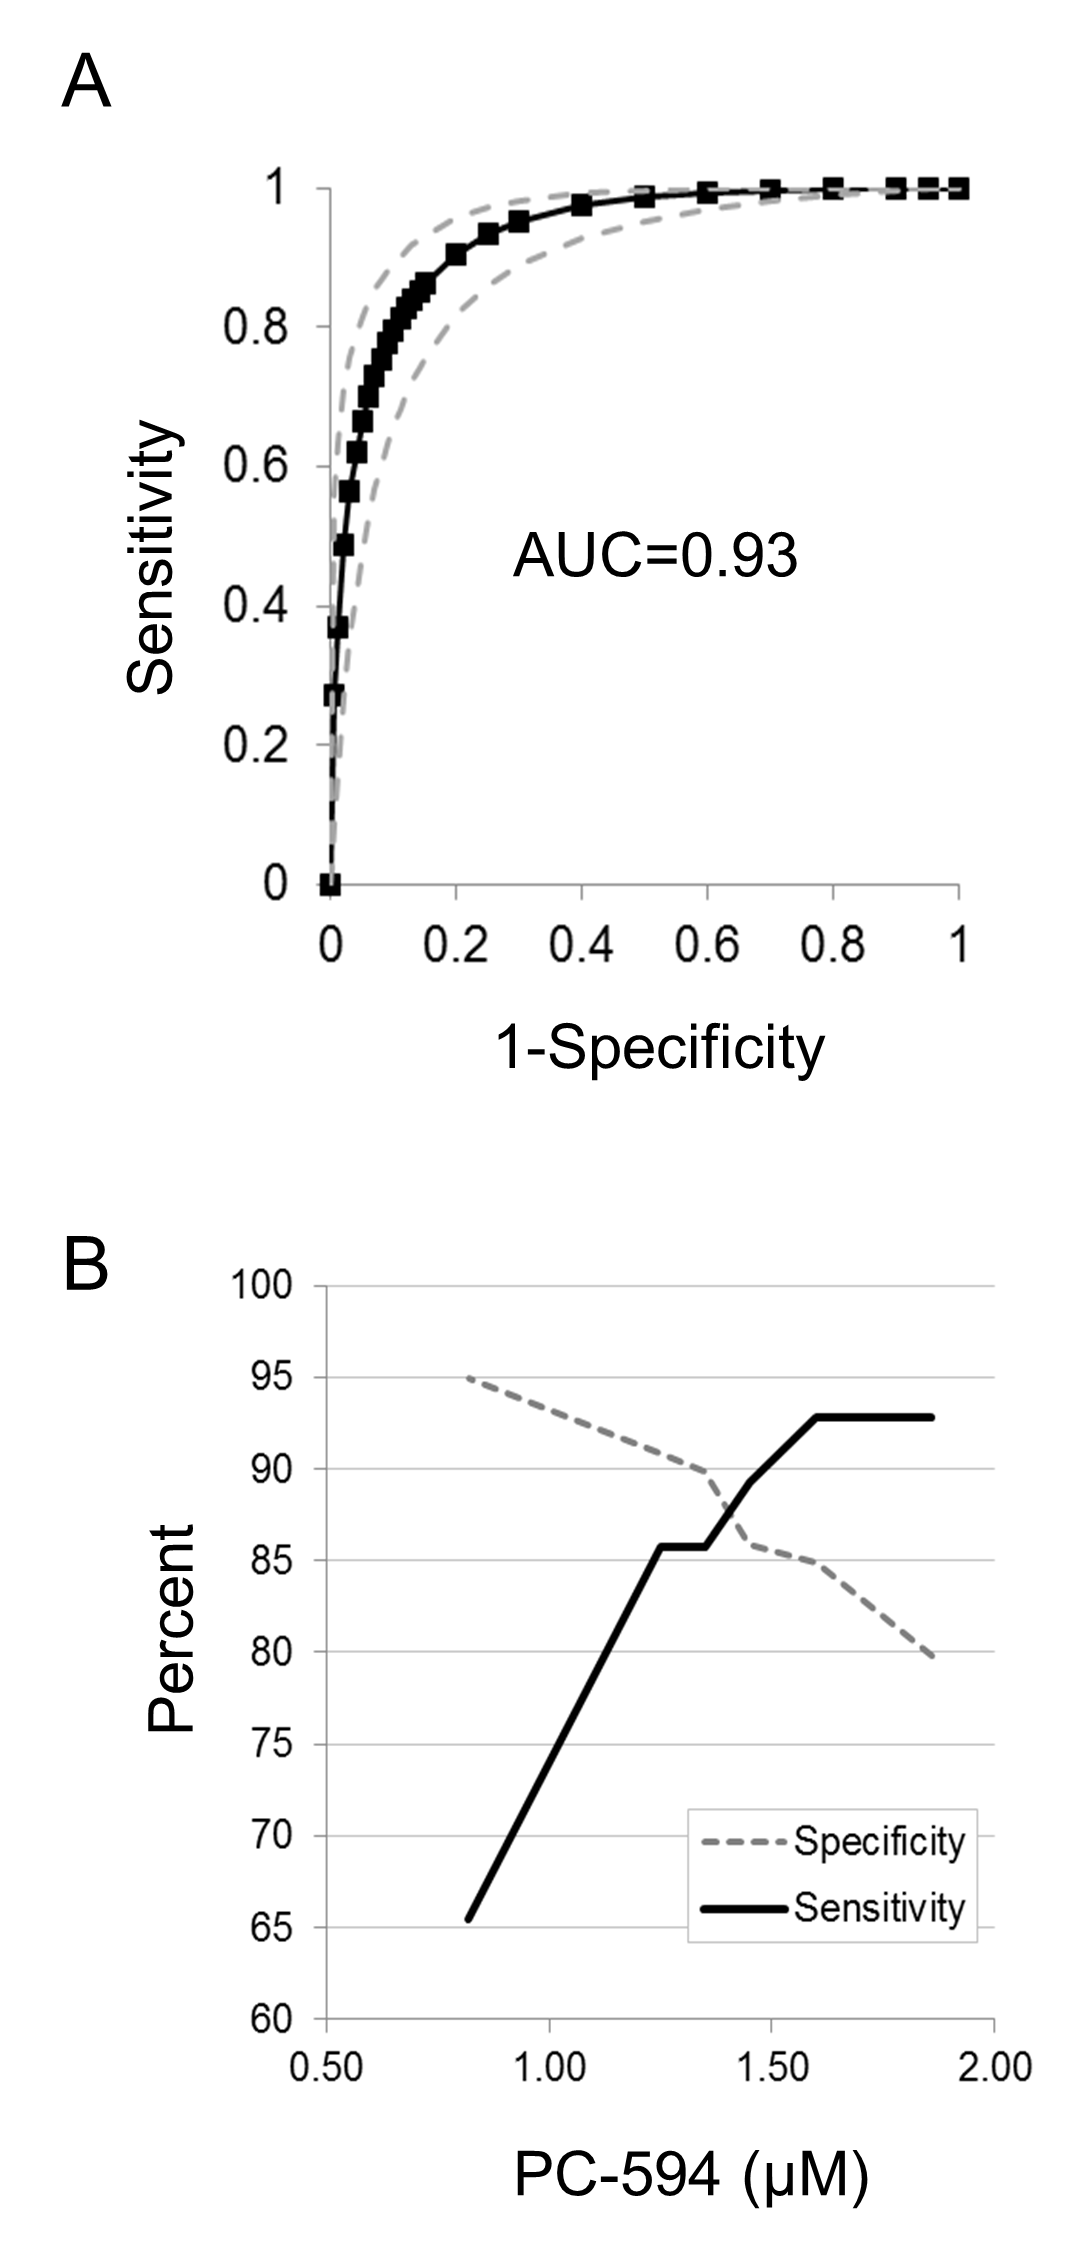 A
1
0.8
0.6
0.4
0.2
0
Sensitivity
AUC=0.93
0 0.2 0.4 0.6 0.8 1
1-Specificity
B
100
95
90
85
80
75
70
65
60
Percent
Specificity
Sensitivity
0.50 1.00 1.50 2.00
PC-594 (µM)